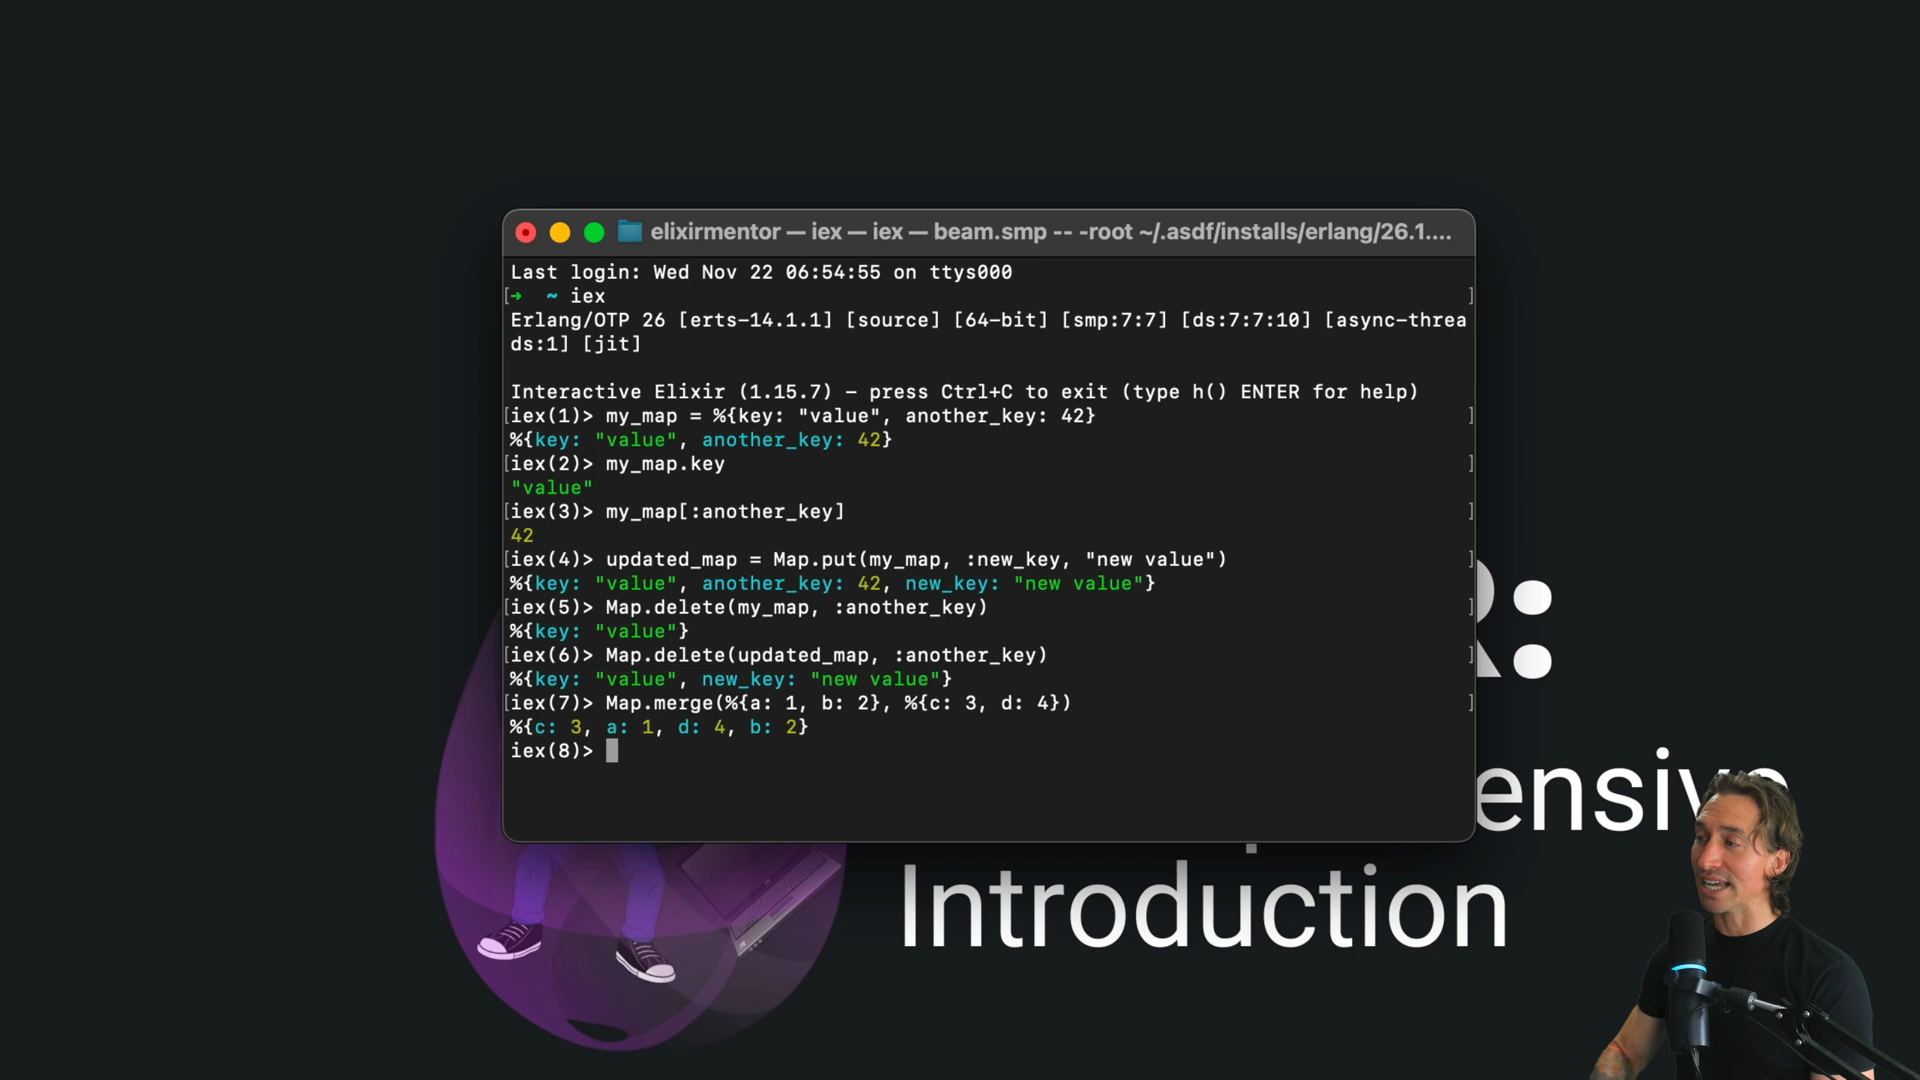 elixirmentor — iex — iex — beam.smp -- -root ~/.asdf/installs/erlang/26.1....
Last login: Wed Nov 22 06:54:55 on ttys000
[➜  ~ iex ]
Erlang/OTP 26 [erts-14.1.1] [source] [64-bit] [smp:7:7] [ds:7:7:10] [async-threa
ds:1] [jit]
Interactive Elixir (1.15.7) - press Ctrl+C to exit (type h() ENTER for help)
[iex(1)> my_map = %{key: "value", another_key: 42} ]
%{key: "value", another_key: 42}
[iex(2)> my_map.key ]
"value"
[iex(3)> my_map[:another_key] ]
42
[iex(4)> updated_map = Map.put(my_map, :new_key, "new value") ]
%{key: "value", another_key: 42, new_key: "new value"}
[iex(5)> Map.delete(my_map, :another_key) ]
%{key: "value"}
[iex(6)> Map.delete(updated_map, :another_key) ]
%{key: "value", new_key: "new value"}
[iex(7)> Map.merge(%{a: 1, b: 2}, %{c: 3, d: 4}) ]
%{c: 3, a: 1, d: 4, b: 2}
iex(8)>
R:
Introduction